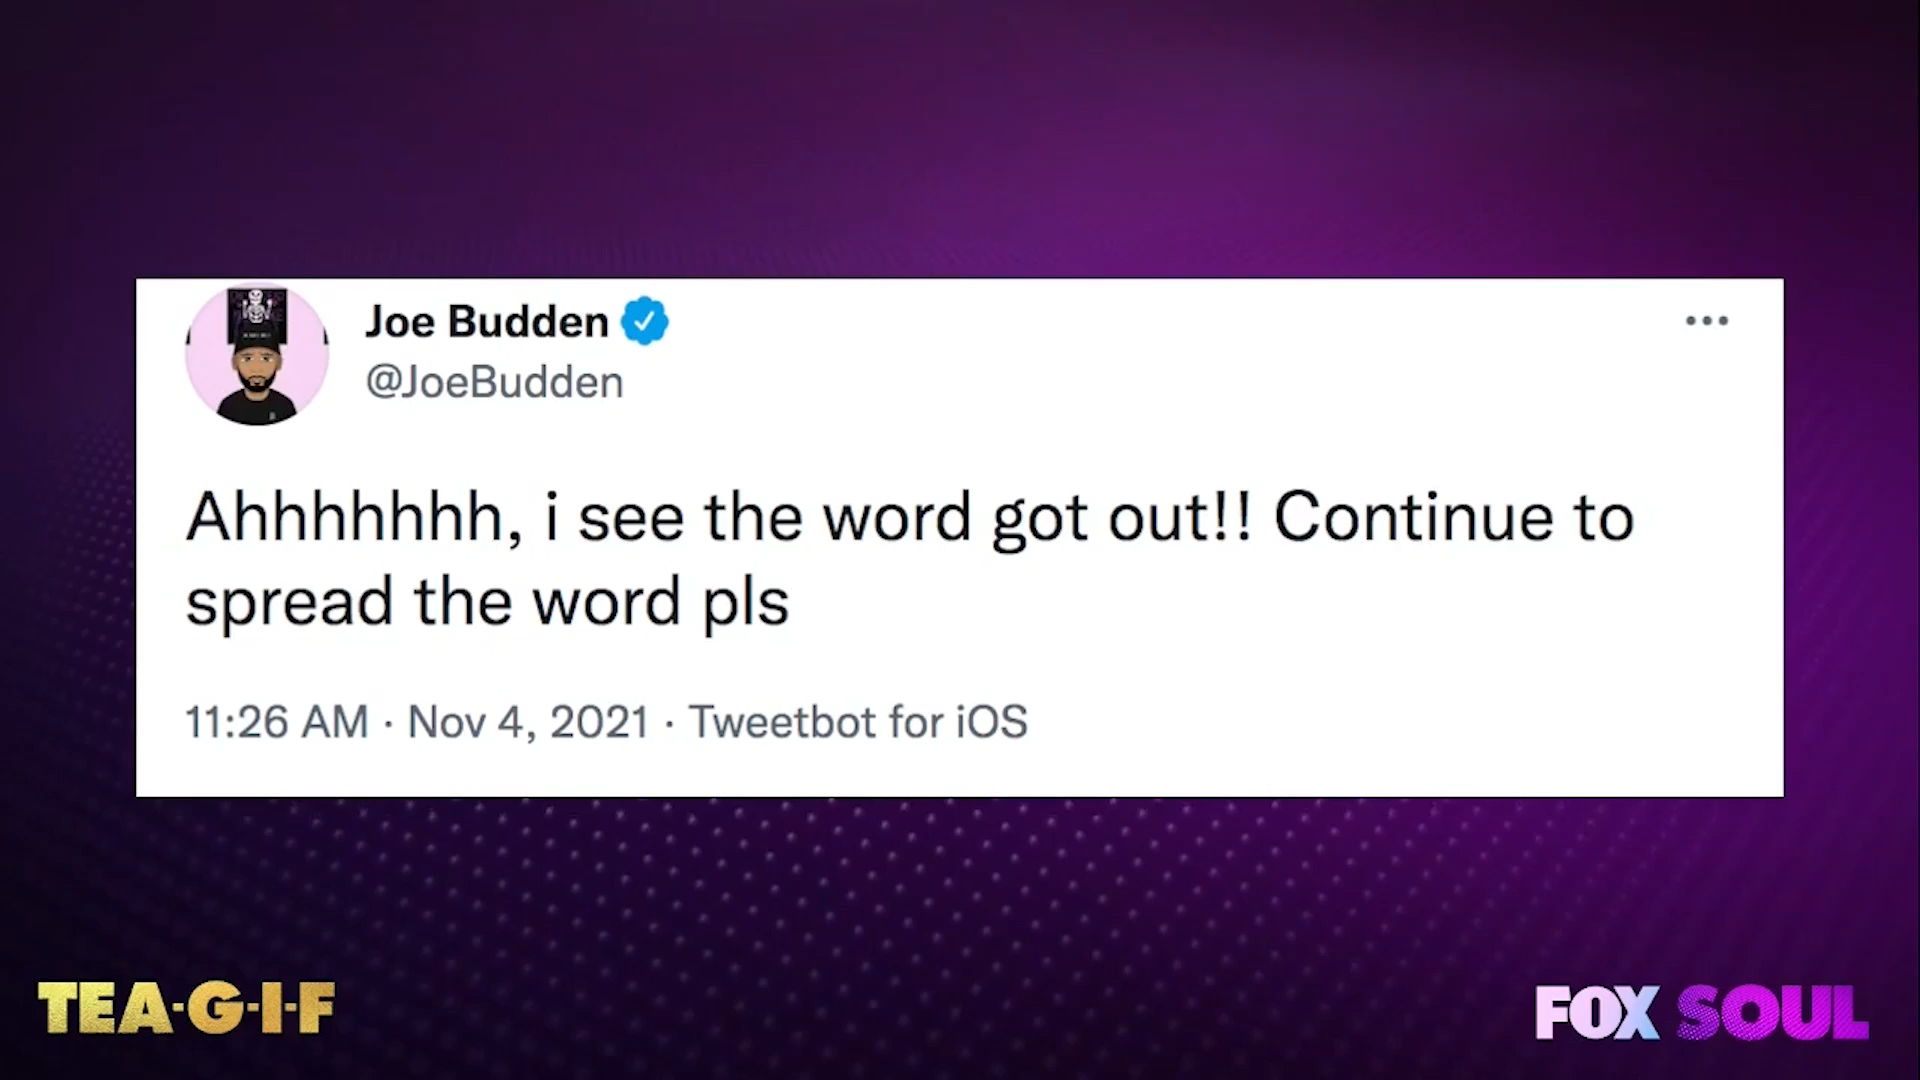 Joe Budden
@JoeBudden
Ahhhhhhh, i see the word got out!! Continue to
spread the word pls
11:26 AM · Nov 4, 2021 · Tweetbot for iOS
TEA-G-I-F
FOX SOUL